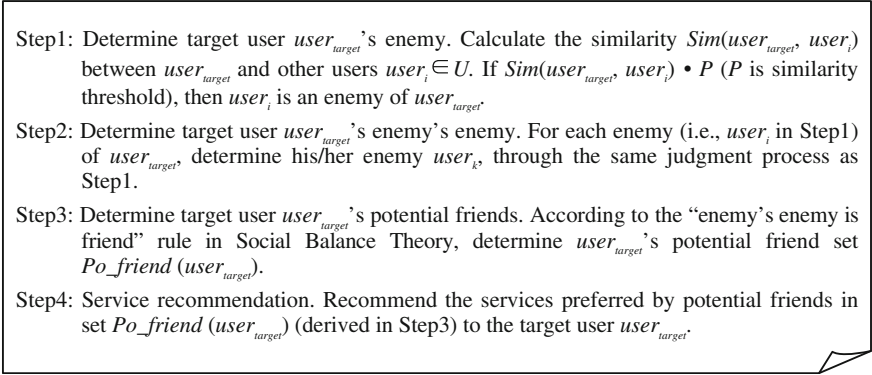 Step1: Determine target user user_target's enemy. Calculate the similarity Sim(user_target, user_i)
between user_target and other users user_i ∈ U. If Sim(user_target, user_i) • P (P is similarity
threshold), then user_i is an enemy of user_target.
Step2: Determine target user user_target's enemy's enemy. For each enemy (i.e., user_i in Step1)
of user_target, determine his/her enemy user_k, through the same judgment process as
Step1.
Step3: Determine target user user_target's potential friends. According to the “enemy's enemy is
friend” rule in Social Balance Theory, determine user_target's potential friend set
Po_friend (user_target).
Step4: Service recommendation. Recommend the services preferred by potential friends in
set Po_friend (user_target) (derived in Step3) to the target user user_target.